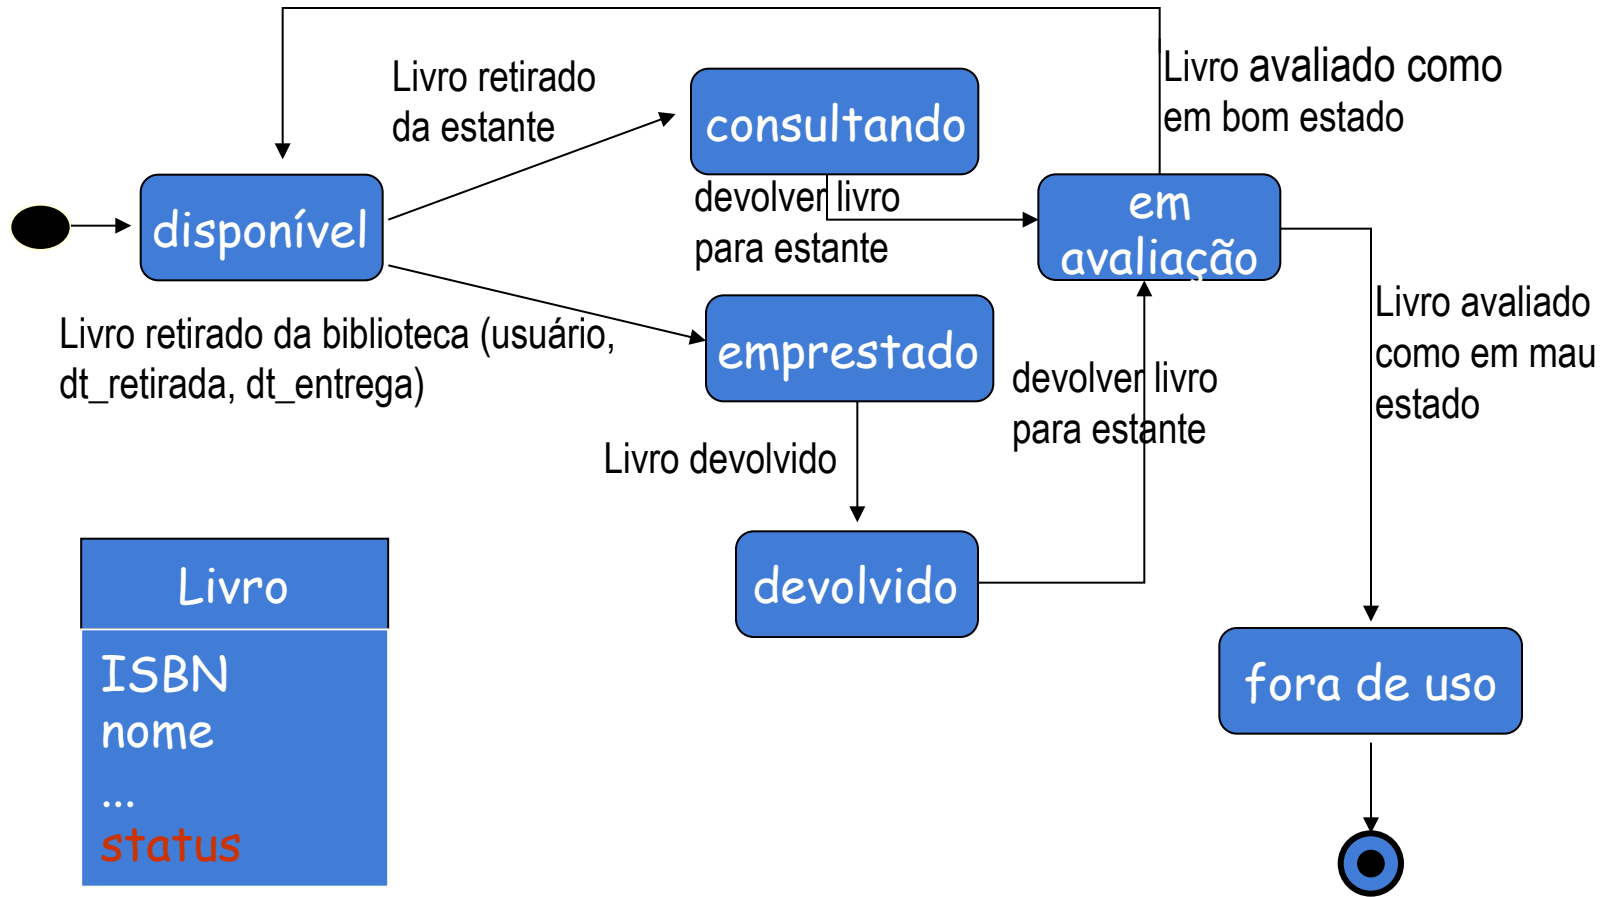 Livro retirado
da estante
consultando
Livro avaliado como
em bom estado
disponível
devolver livro
para estante
em
avaliação
Livro retirado da biblioteca (usuário,
dt_retirada, dt_entrega)
emprestado
devolver livro
para estante
Livro avaliado
como em mau
estado
Livro devolvido
devolvido
Livro
ISBN
nome
...
status
fora de uso